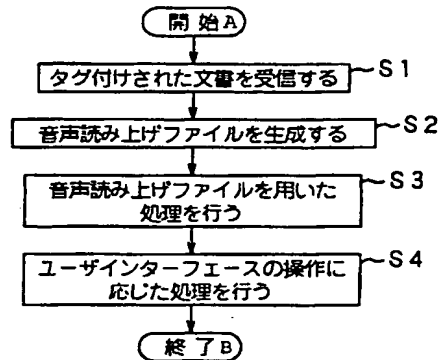 開始A
タグ付けされた文書を受信する
S1
音声読み上げファイルを生成する
S2
音声読み上げファイルを用いた
処理を行う
S3
ユーザインターフェースの操作に
応じた処理を行う
S4
終了B